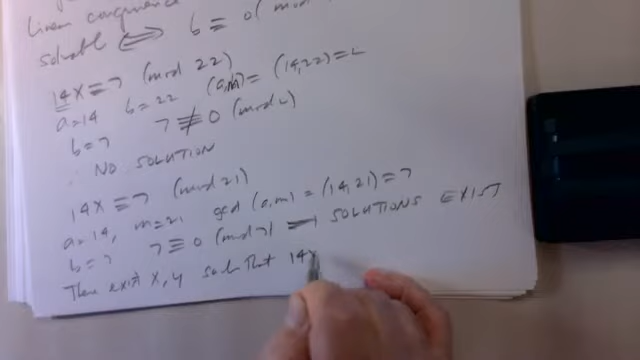 Linear congruence
solvable ⟺ b ≡ 0 (mod
14X ≡ 7 (mod 22)
a=14 b=22 (a,m) = (14,22) = 2
b=7 7 ≢ 0 (mod 2)
∴ NO SOLUTION
14X ≡ 7 (mod 21)
a=14, m=21 gcd (a,m) = (14,21) = 7
b=7 7 ≡ 0 (mod 7) → SOLUTIONS EXIST
There exist X, y such that 14x